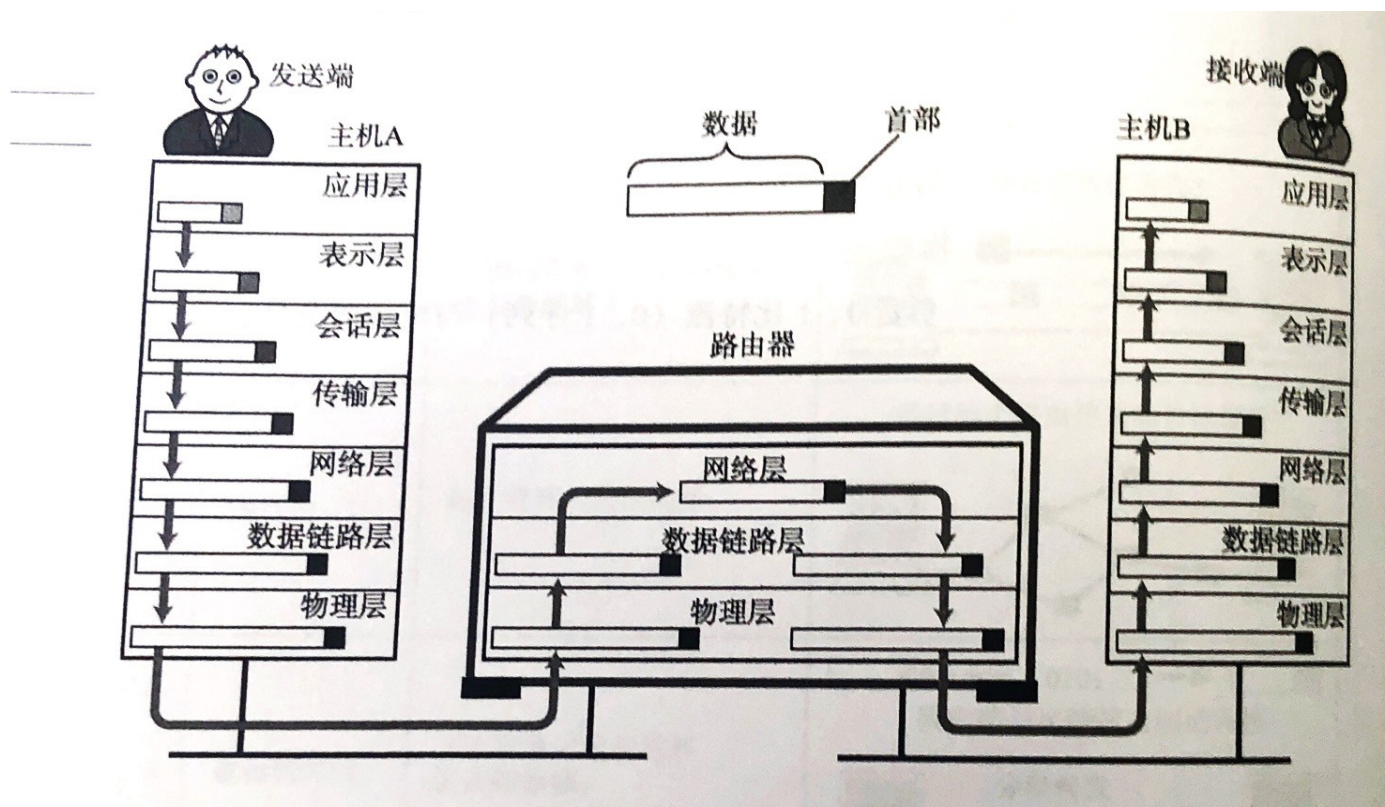 发送端
主机A
应用层
表示层
会话层
传输层
网络层
数据链路层
物理层
数据
首部
路由器
网络层
数据链路层
物理层
接收端
主机B
应用层
表示层
会话层
传输层
网络层
数据链路层
物理层